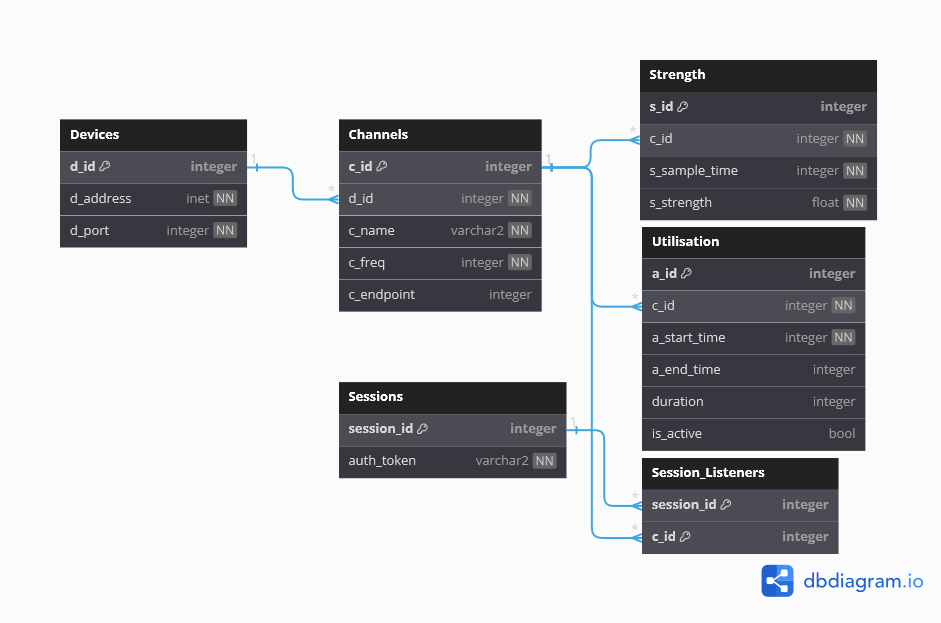 Devices
d_id integer
d_address inet NN
d_port integer NN
1
*
Channels
c_id integer
d_id integer NN
c_name varchar2 NN
c_freq integer NN
c_endpoint integer
1
Sessions
session_id integer
auth_token varchar2 NN
1
Strength
s_id integer
* c_id integer NN
s_sample_time integer NN
s_strength float NN
Utilisation
a_id integer
* c_id integer NN
a_start_time integer NN
a_end_time integer
duration integer
is_active bool
Session_Listeners
* session_id integer
* c_id integer
dbdiagram.io